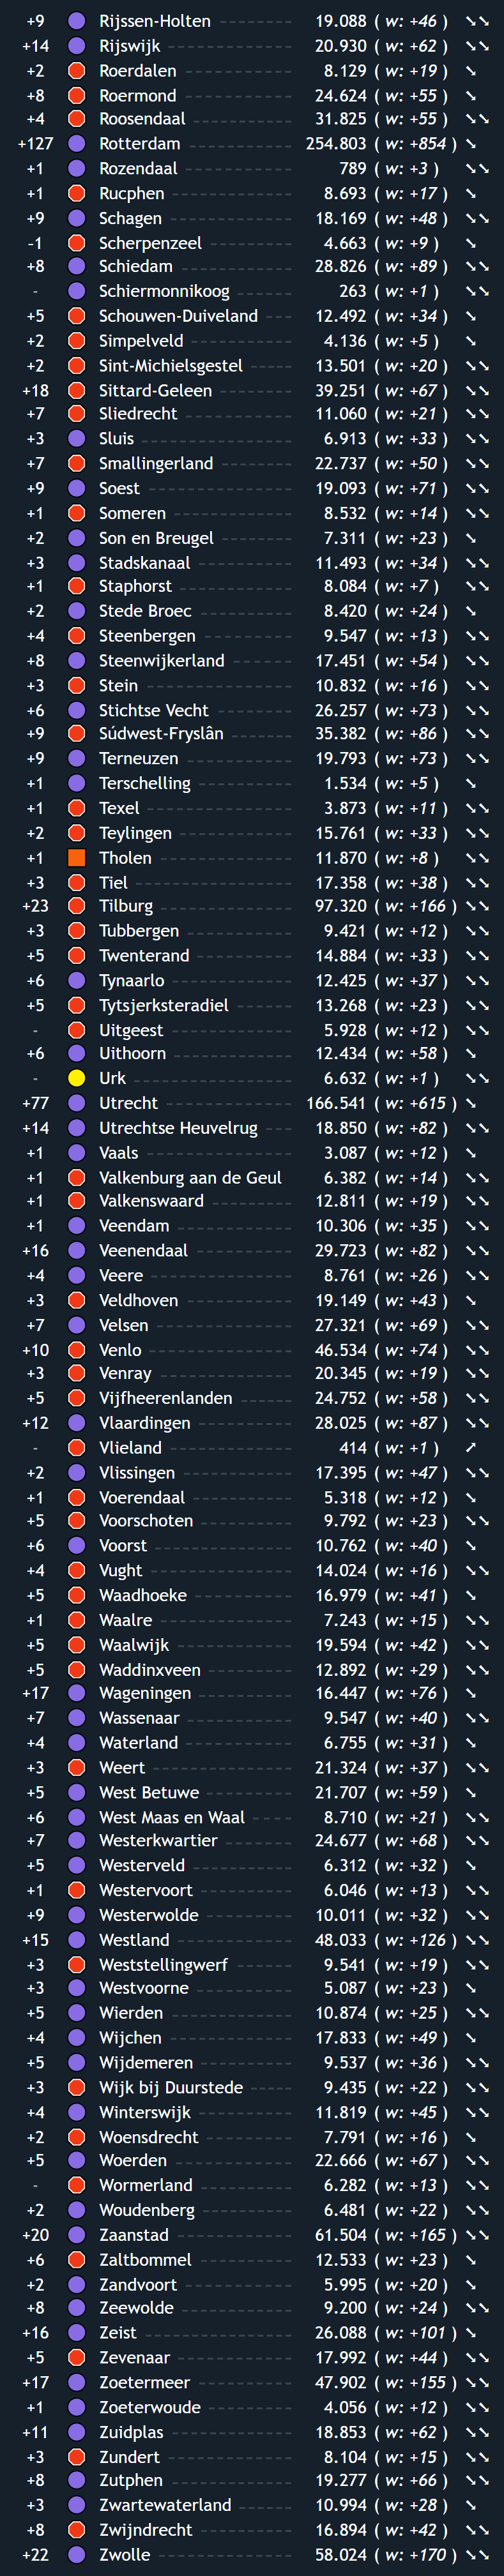 +9 Rijssen-Holten 19.088 ( w: +46 ) ➘➘
+14 Rijswijk 20.930 ( w: +62 ) ➘➘
+2 Roerdalen 8.129 ( w: +19 ) ➘
+8 Roermond 24.624 ( w: +55 ) ➘
+4 Roosendaal 31.825 ( w: +55 ) ➘➘
+127 Rotterdam 254.803 ( w: +854 ) ➘
+1 Rozendaal 789 ( w: +3 ) ➘➘
+1 Rucphen 8.693 ( w: +17 ) ➘
+9 Schagen 18.169 ( w: +48 ) ➘➘
-1 Scherpenzeel 4.663 ( w: +9 ) ➘
+8 Schiedam 28.826 ( w: +89 ) ➘➘
- Schiermonnikoog 263 ( w: +1 ) ➘➘
+5 Schouwen-Duiveland 12.492 ( w: +34 ) ➘
+2 Simpelveld 4.136 ( w: +5 ) ➘
+2 Sint-Michielsgestel 13.501 ( w: +20 ) ➘➘
+18 Sittard-Geleen 39.251 ( w: +67 ) ➘➘
+7 Sliedrecht 11.060 ( w: +21 ) ➘➘
+3 Sluis 6.913 ( w: +33 ) ➘➘
+7 Smallingerland 22.737 ( w: +50 ) ➘➘
+9 Soest 19.093 ( w: +71 ) ➘➘
+1 Someren 8.532 ( w: +14 ) ➘➘
+2 Son en Breugel 7.311 ( w: +23 ) ➘
+3 Stadskanaal 11.493 ( w: +34 ) ➘➘
+1 Staphorst 8.084 ( w: +7 ) ➘➘
+2 Stede Broec 8.420 ( w: +24 ) ➘
+4 Steenbergen 9.547 ( w: +13 ) ➘➘
+8 Steenwijkerland 17.451 ( w: +54 ) ➘➘
+3 Stein 10.832 ( w: +16 ) ➘➘
+6 Stichtse Vecht 26.257 ( w: +73 ) ➘➘
+9 Súdwest-Fryslân 35.382 ( w: +86 ) ➘➘
+9 Terneuzen 19.793 ( w: +73 ) ➘➘
+1 Terschelling 1.534 ( w: +5 ) ➘
+1 Texel 3.873 ( w: +11 ) ➘➘
+2 Teylingen 15.761 ( w: +33 ) ➘➘
+1 Tholen 11.870 ( w: +8 ) ➘➘
+3 Tiel 17.358 ( w: +38 ) ➘➘
+23 Tilburg 97.320 ( w: +166 ) ➘➘
+3 Tubbergen 9.421 ( w: +12 ) ➘➘
+5 Twenterand 14.884 ( w: +33 ) ➘➘
+6 Tynaarlo 12.425 ( w: +37 ) ➘➘
+5 Tytsjerksteradiel 13.268 ( w: +23 ) ➘➘
- Uitgeest 5.928 ( w: +12 ) ➘➘
+6 Uithoorn 12.434 ( w: +58 ) ➘
- Urk 6.632 ( w: +1 ) ➘➘
+77 Utrecht 166.541 ( w: +615 ) ➘
+14 Utrechtse Heuvelrug 18.850 ( w: +82 ) ➘➘
+1 Vaals 3.087 ( w: +12 ) ➘
+1 Valkenburg aan de Geul 6.382 ( w: +14 ) ➘➘
+1 Valkenswaard 12.811 ( w: +19 ) ➘➘
+1 Veendam 10.306 ( w: +35 ) ➘➘
+16 Veenendaal 29.723 ( w: +82 ) ➘➘
+4 Veere 8.761 ( w: +26 ) ➘➘
+3 Veldhoven 19.149 ( w: +43 ) ➘
+7 Velsen 27.321 ( w: +69 ) ➘➘
+10 Venlo 46.534 ( w: +74 ) ➘➘
+3 Venray 20.345 ( w: +19 ) ➘➘
+5 Vijfheerenlanden 24.752 ( w: +58 ) ➘➘
+12 Vlaardingen 28.025 ( w: +87 ) ➘➘
- Vlieland 414 ( w: +1 ) ➚
+2 Vlissingen 17.395 ( w: +47 ) ➘➘
+1 Voerendaal 5.318 ( w: +12 ) ➘
+5 Voorschoten 9.792 ( w: +23 ) ➘➘
+6 Voorst 10.762 ( w: +40 ) ➘
+4 Vught 14.024 ( w: +16 ) ➘➘
+5 Waadhoeke 16.979 ( w: +41 ) ➘
+1 Waalre 7.243 ( w: +15 ) ➘➘
+5 Waalwijk 19.594 ( w: +42 ) ➘➘
+5 Waddinxveen 12.892 ( w: +29 ) ➘➘
+17 Wageningen 16.447 ( w: +76 ) ➘
+7 Wassenaar 9.547 ( w: +40 ) ➘➘
+4 Waterland 6.755 ( w: +31 ) ➘
+3 Weert 21.324 ( w: +37 ) ➘➘
+5 West Betuwe 21.707 ( w: +59 ) ➘
+6 West Maas en Waal 8.710 ( w: +21 ) ➘➘
+7 Westerkwartier 24.677 ( w: +68 ) ➘➘
+5 Westerveld 6.312 ( w: +32 ) ➘
+1 Westervoort 6.046 ( w: +13 ) ➘➘
+9 Westerwolde 10.011 ( w: +32 ) ➘➘
+15 Westland 48.033 ( w: +126 ) ➘➘
+3 Weststellingwerf 9.541 ( w: +19 ) ➘➘
+3 Westvoorne 5.087 ( w: +23 ) ➘
+5 Wierden 10.874 ( w: +25 ) ➘➘
+4 Wijchen 17.833 ( w: +49 ) ➘
+5 Wijdemeren 9.537 ( w: +36 ) ➘➘
+3 Wijk bij Duurstede 9.435 ( w: +22 ) ➘➘
+4 Winterswijk 11.819 ( w: +45 ) ➘➘
+2 Woensdrecht 7.791 ( w: +16 ) ➘
+5 Woerden 22.666 ( w: +67 ) ➘➘
- Wormerland 6.282 ( w: +13 ) ➘➘
+2 Woudenberg 6.481 ( w: +22 ) ➘➘
+20 Zaanstad 61.504 ( w: +165 ) ➘➘
+6 Zaltbommel 12.533 ( w: +23 ) ➘
+2 Zandvoort 5.995 ( w: +20 ) ➘
+8 Zeewolde 9.200 ( w: +24 ) ➘➘
+16 Zeist 26.088 ( w: +101 ) ➘
+5 Zevenaar 17.992 ( w: +44 ) ➘➘
+17 Zoetermeer 47.902 ( w: +155 ) ➘➘
+1 Zoeterwoude 4.056 ( w: +12 ) ➘➘
+11 Zuidplas 18.853 ( w: +62 ) ➘➘
+3 Zundert 8.104 ( w: +15 ) ➘➘
+8 Zutphen 19.277 ( w: +66 ) ➘➘
+3 Zwartewaterland 10.994 ( w: +28 ) ➘
+8 Zwijndrecht 16.894 ( w: +42 ) ➘➘
+22 Zwolle 58.024 ( w: +170 ) ➘➘